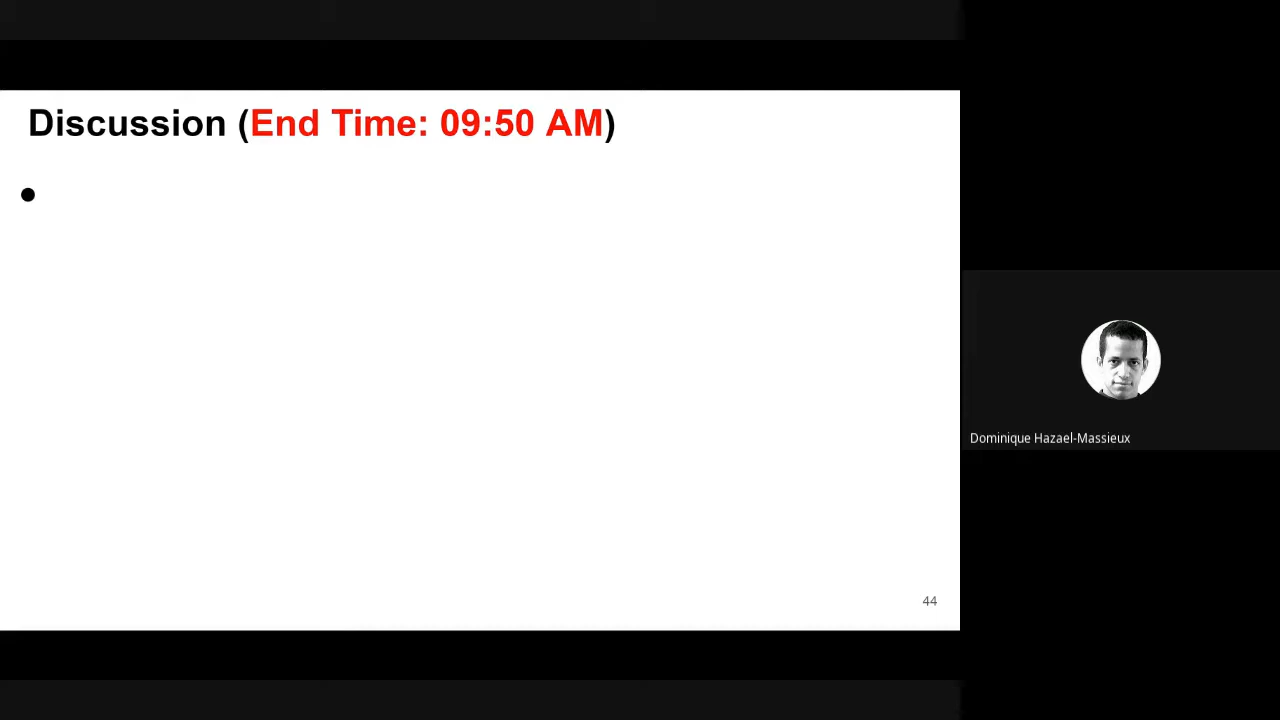 Discussion (End Time: 09:50 AM)
●
44
Dominique Hazael-Massieux